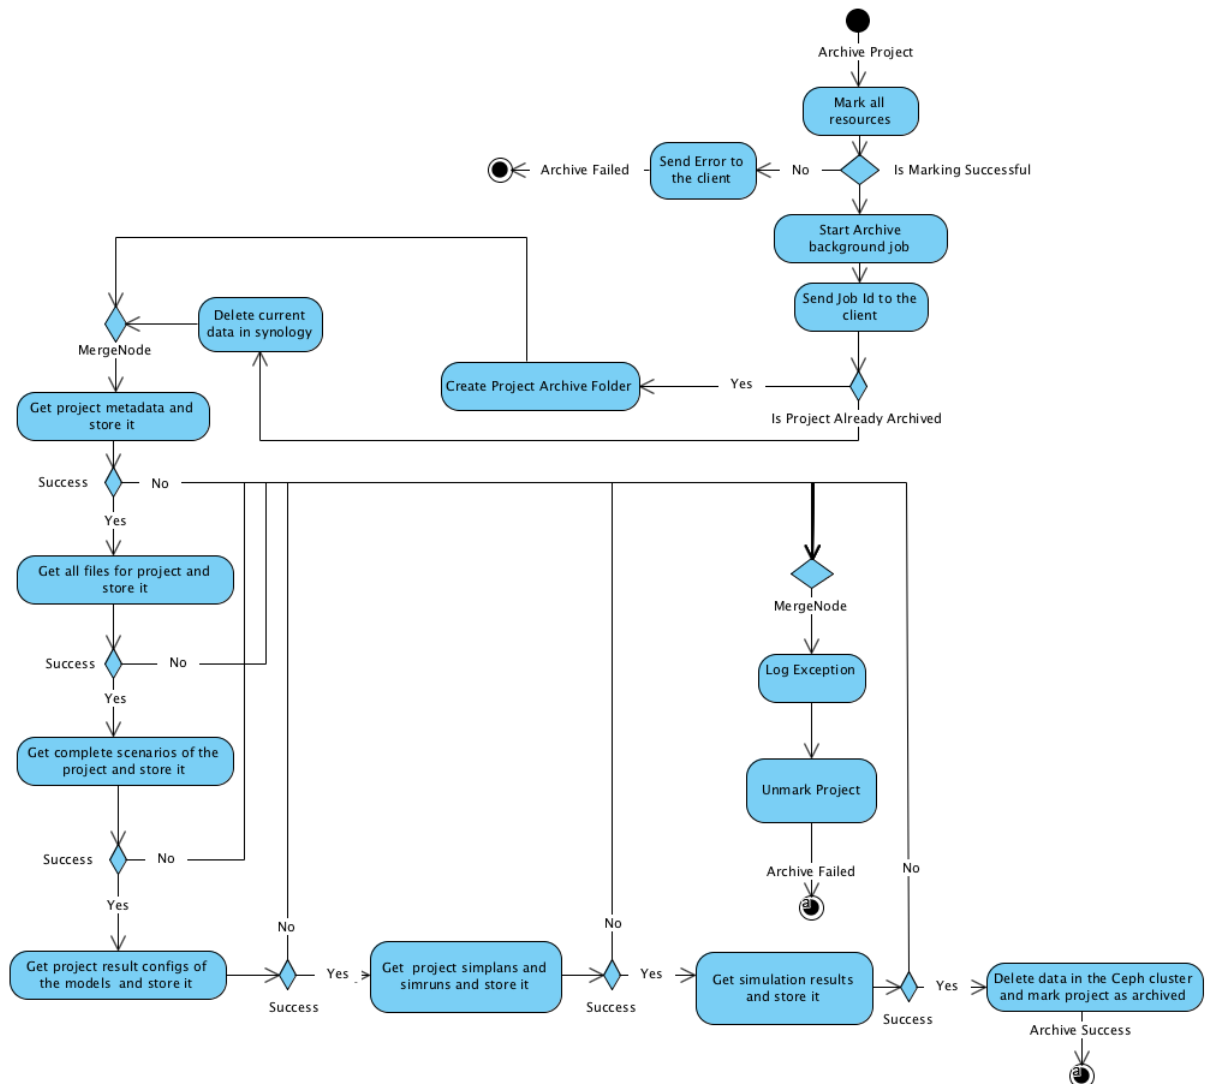 Archive Project
Mark all
resources
Send Error to
the client
Archive Failed
No
Is Marking Successful
Start Archive
background job
Send Job Id to the
client
Delete current
data in synology
MergeNode
Create Project Archive Folder
Yes
Is Project Already Archived
Get project metadata and
store it
Success
No
Yes
Get all files for project and
store it
MergeNode
Success
No
Log Exception
Yes
Get complete scenarios of the
project and store it
Unmark Project
Success
No
Archive Failed
No
a
Yes
No
No
Get project result configs of
the models  and store it
Yes
Success
Get  project simplans and
simruns and store it
Yes
Success
Get simulation results
and store it
Yes
Success
Delete data in the Ceph cluster
and mark project as archived
Archive Success
a